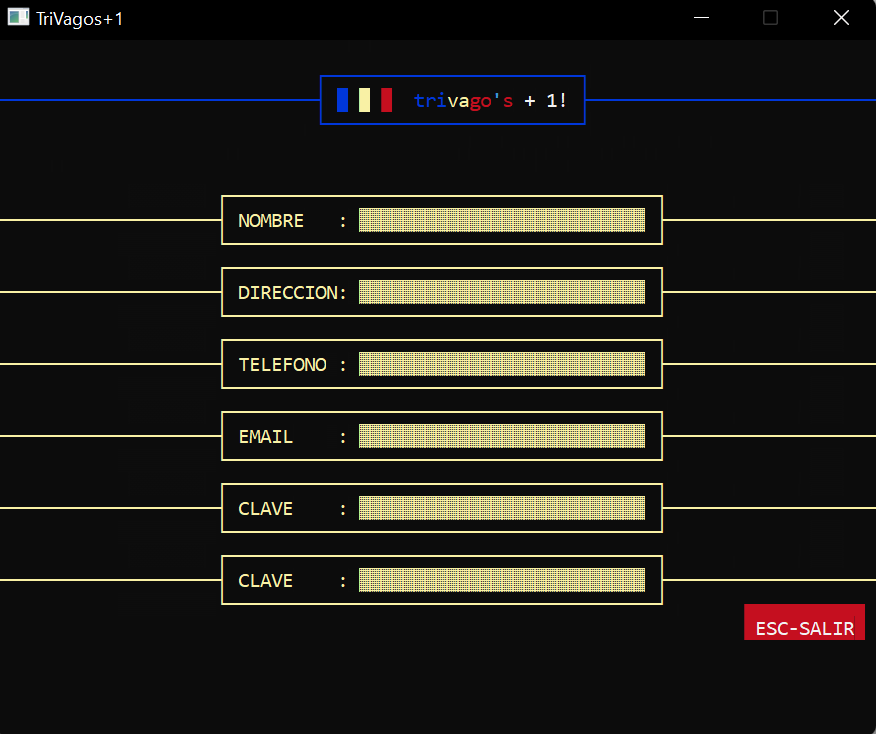 TriVagos+1
trivago's + 1!
NOMBRE :
DIRECCION:
TELEFONO :
EMAIL :
CLAVE :
CLAVE :
ESC-SALIR